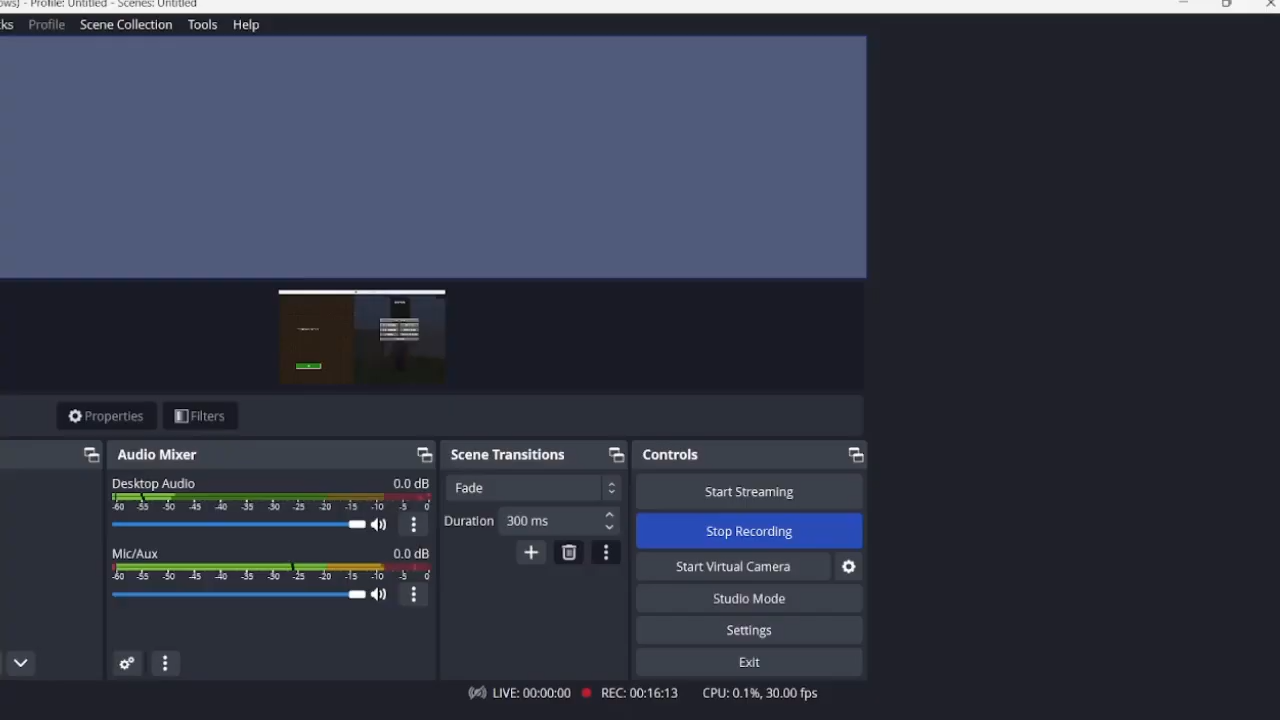 ows) - Profile: Untitled - Scenes: Untitled
ks Profile Scene Collection Tools Help
Properties Filters
Audio Mixer Scene Transitions Controls
Desktop Audio 0.0 dB
-60 -55 -50 -45 -40 -35 -30 -25 -20 -15 -10 -5 0
Mic/Aux 0.0 dB
-60 -55 -50 -45 -40 -35 -30 -25 -20 -15 -10 -5 0
Fade
Duration 300 ms
Start Streaming
Stop Recording
Start Virtual Camera
Studio Mode
Settings
Exit
LIVE: 00:00:00 REC: 00:16:13 CPU: 0.1%, 30.00 fps